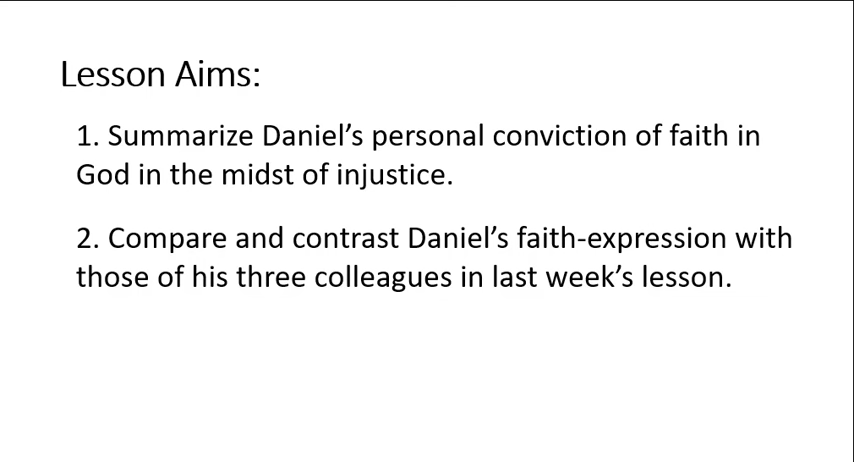 Lesson Aims:
1. Summarize Daniel’s personal conviction of faith in
God in the midst of injustice.
2. Compare and contrast Daniel’s faith-expression with
those of his three colleagues in last week’s lesson.